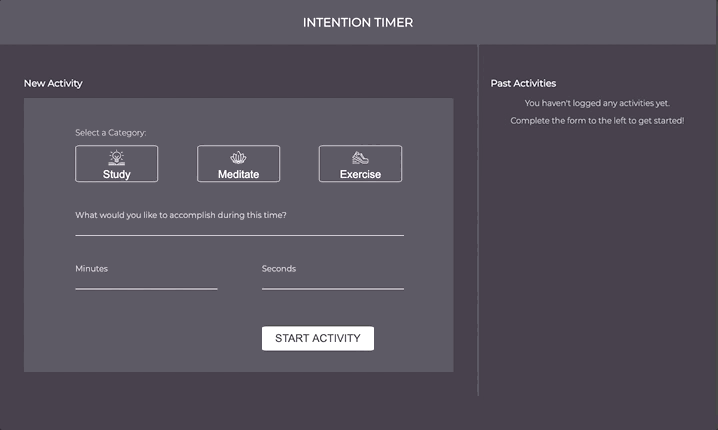 INTENTION TIMER
New Activity
Select a Category:
Study
Meditate
Exercise
What would you like to accomplish during this time?
Minutes
Seconds
START ACTIVITY
Past Activities
You haven't logged any activities yet.
Complete the form to the left to get started!